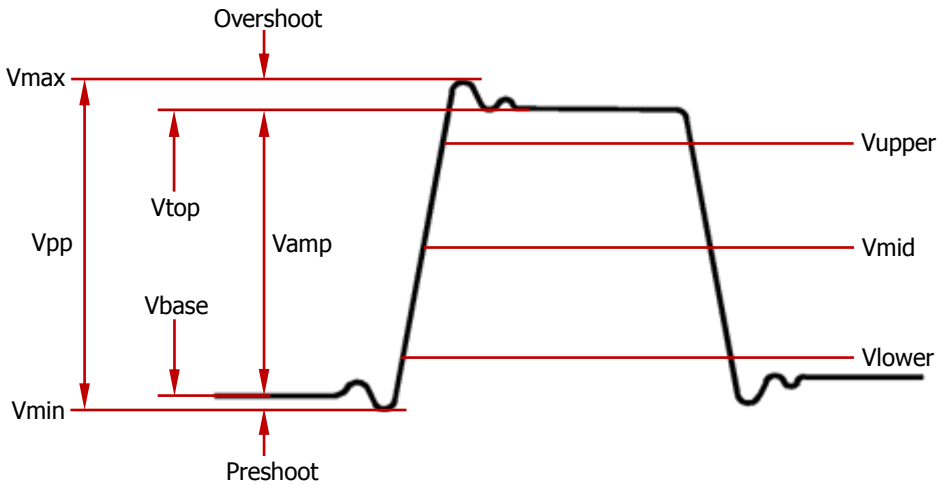 Overshoot
Vmax
Vupper
Vtop
Vpp
Vamp
Vmid
Vbase
Vlower
Vmin
Preshoot